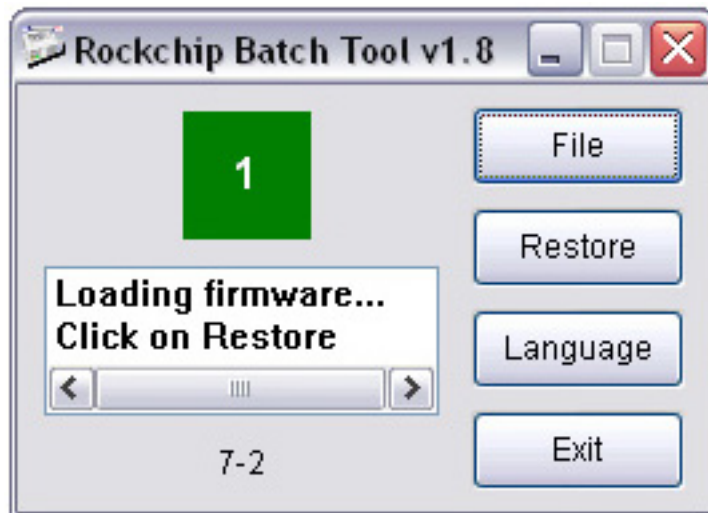 Rockchip Batch Tool v1.8
1
File
Restore
Loading firmware...
Click on Restore
Language
7-2
Exit